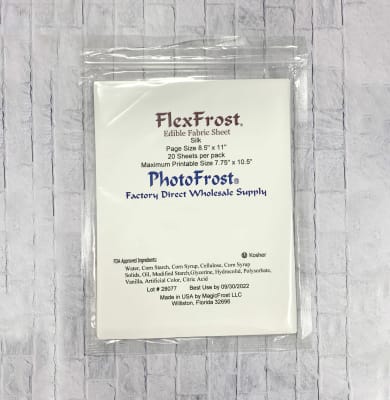 FlexFrost®
Edible Fabric Sheet
Silk
Page Size 8.5" x 11"
20 Sheets per pack
Maximum Printable Size 7.75" x 10.5"
PhotoFrost®
Factory Direct Wholesale Supply
Kosher
FDA Approved Ingredients:
Water, Corn Starch, Corn Syrup, Cellulose, Corn Syrup
Solids, Oil, Modified Starch,Glycerine, Hydrocolid, Polysorbate,
Vanilla, Artificial Color, Citric Acid
Lot # 28077 Best Use by 09/30/2022
Made in USA by MagicFrost LLC
Williston, Florida 32696